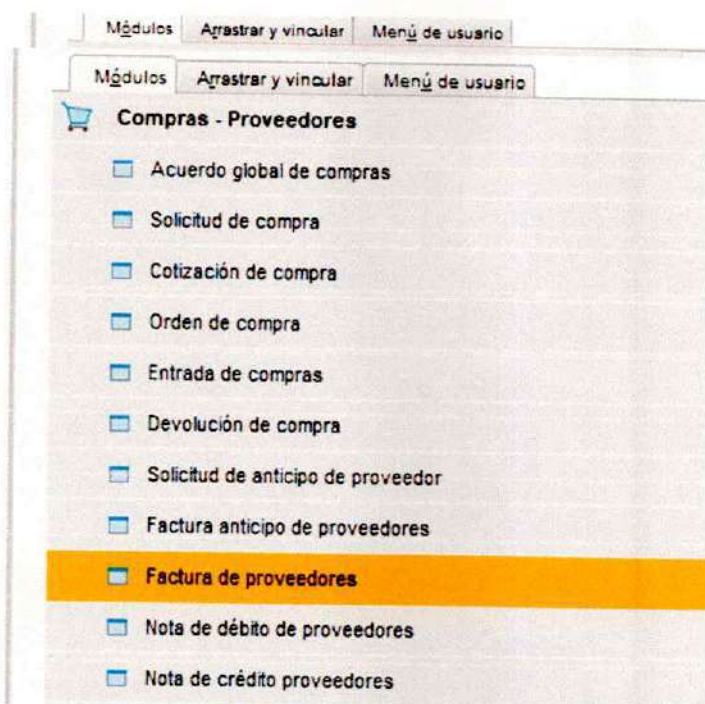 Módulos Arrastrar y vincular Menú de usuario
Módulos Arrastrar y vincular Menú de usuario
Compras - Proveedores
Acuerdo global de compras
Solicitud de compra
Cotización de compra
Orden de compra
Entrada de compras
Devolución de compra
Solicitud de anticipo de proveedor
Factura anticipo de proveedores
Factura de proveedores
Nota de débito de proveedores
Nota de crédito proveedores